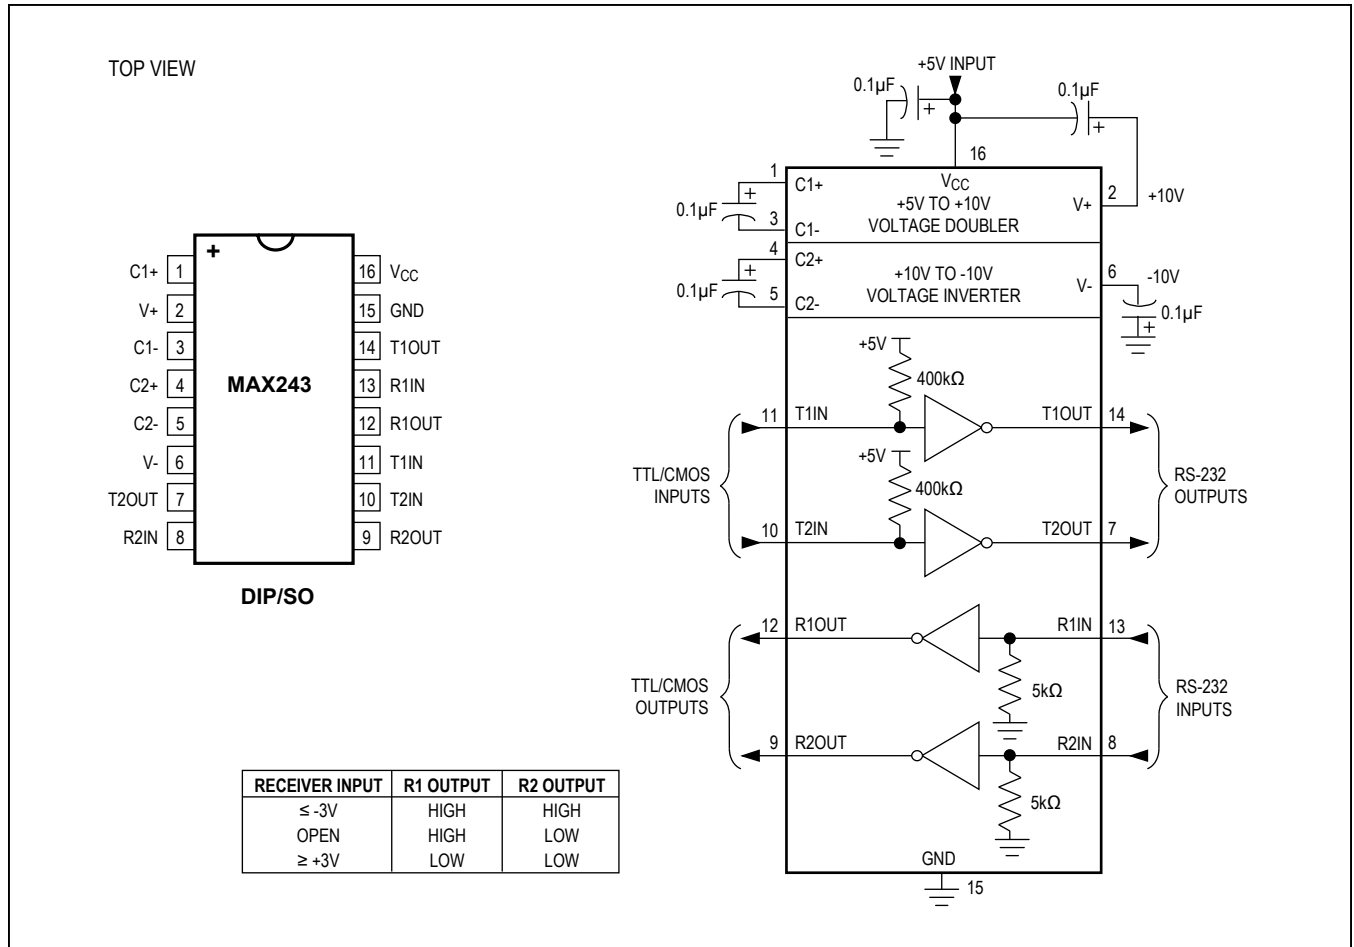 TOP VIEW
+
C1+ 1
V+ 2
C1- 3
C2+ 4
C2- 5
V- 6
T2OUT 7
R2IN 8
MAX243
16 VCC
15 GND
14 T1OUT
13 R1IN
12 R1OUT
11 T1IN
10 T2IN
9 R2OUT
DIP/SO
RECEIVER INPUT R1 OUTPUT R2 OUTPUT
≤ -3V HIGH HIGH
OPEN HIGH LOW
≥ +3V LOW LOW
+5V INPUT
0.1µF
+
0.1µF
+
16
VCC
+5V TO +10V
VOLTAGE DOUBLER
1
C1+
+
0.1µF
3
C1-
V+
2
+10V
4
C2+
+
0.1µF
5
C2-
+10V TO -10V
VOLTAGE INVERTER
V-
6
-10V
0.1µF
+
+5V
400kΩ
11 T1IN
T1OUT 14
+5V
400kΩ
10 T2IN
T2OUT 7
TTL/CMOS
INPUTS
RS-232
OUTPUTS
12 R1OUT
R1IN 13
5kΩ
9 R2OUT
R2IN 8
5kΩ
TTL/CMOS
OUTPUTS
RS-232
INPUTS
GND
15